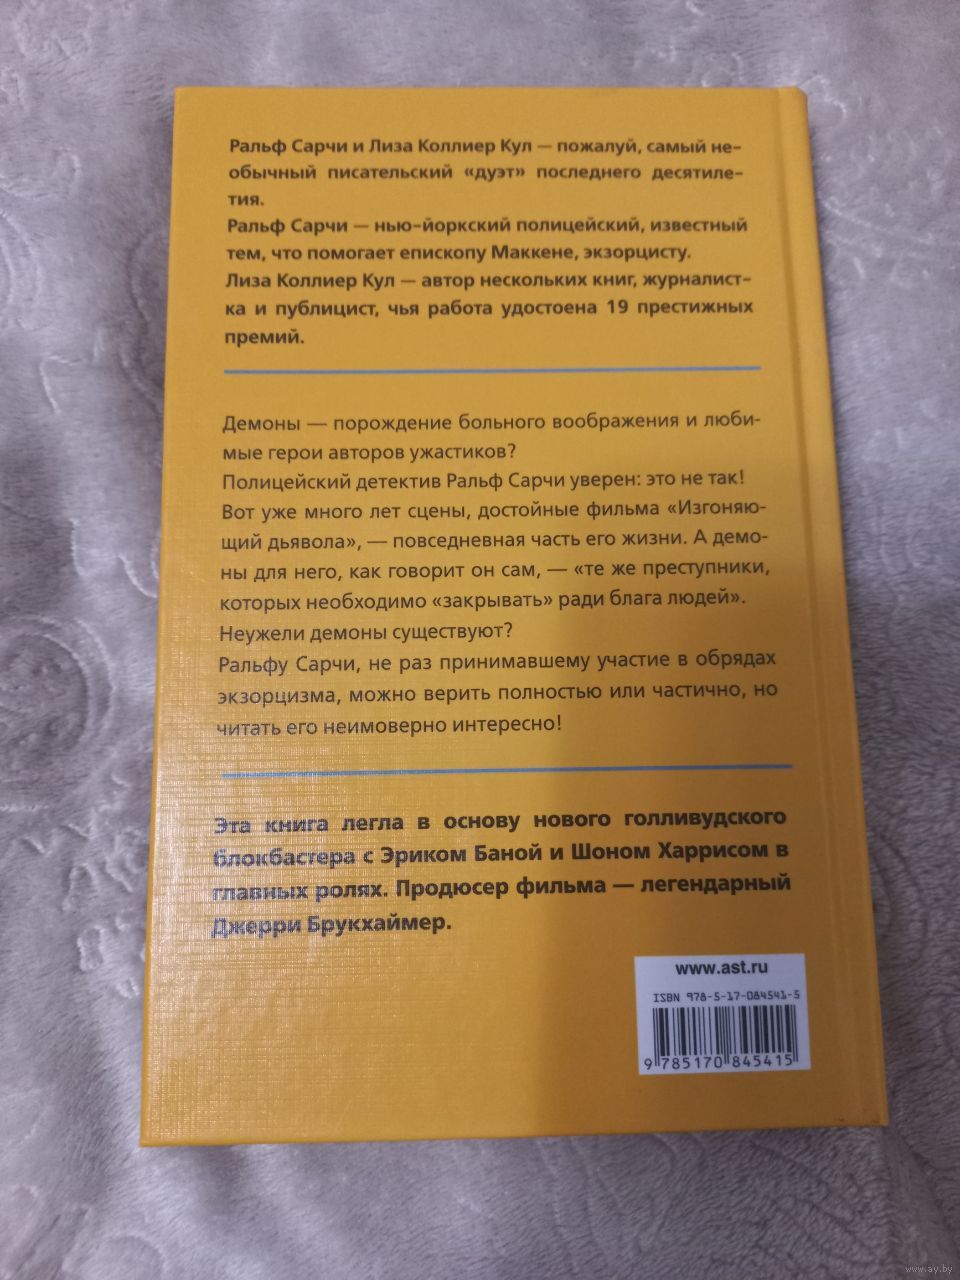 Ральф Сарчи и Лиза Коллиер Кул — пожалуй, самый не-
обычный писательский «дуэт» последнего десятиле-
тия.
Ральф Сарчи — нью-йоркский полицейский, известный
тем, что помогает епископу Маккене, экзорцисту.
Лиза Коллиер Кул — автор нескольких книг, журналист-
ка и публицист, чья работа удостоена 19 престижных
премий.
Демоны — порождение больного воображения и люби-
мые герои авторов ужастиков?
Полицейский детектив Ральф Сарчи уверен: это не так!
Вот уже много лет сцены, достойные фильма «Изгоняю-
щий дьявола», — повседневная часть его жизни. А демо-
ны для него, как говорит он сам, — «те же преступники,
которых необходимо «закрывать» ради блага людей».
Неужели демоны существуют?
Ральфу Сарчи, не раз принимавшему участие в обрядах
экзорцизма, можно верить полностью или частично, но
читать его неимоверно интересно!
Эта книга легла в основу нового голливудского
блокбастера с Эриком Баной и Шоном Харрисом в
главных ролях. Продюсер фильма — легендарный
Джерри Брукхаймер.
www.ast.ru
ISBN 978-5-17-084541-5
9 785170 845415
www.ay.by